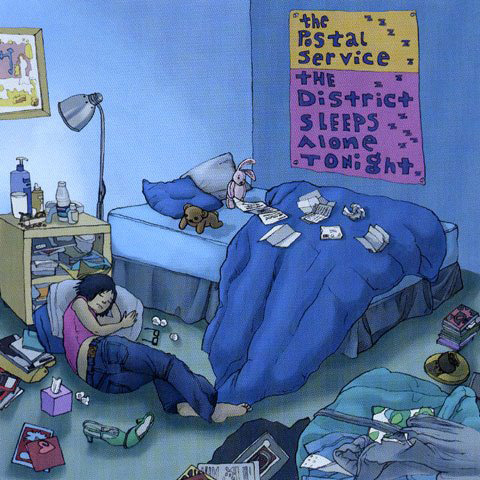 the
Postal
Service
THE
District
SLEEPS
Alone
TONight